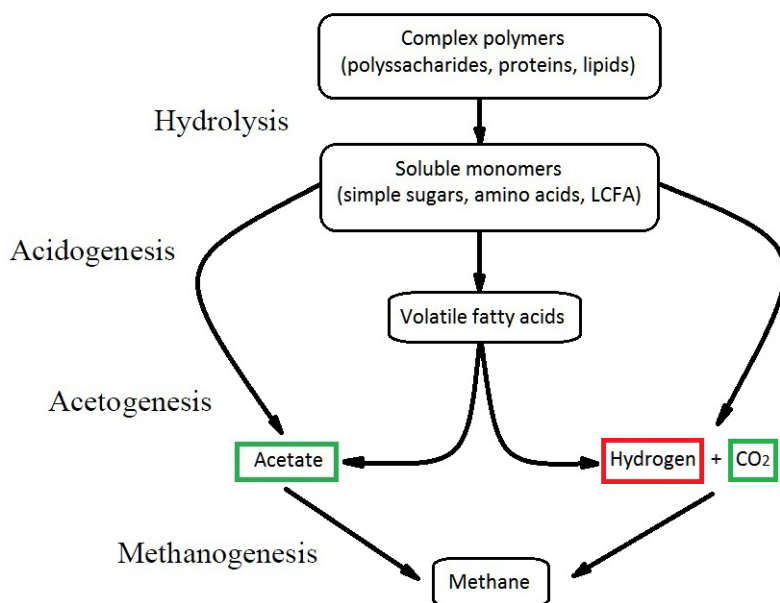 Complex polymers
(polyssacharides, proteins, lipids)
Hydrolysis
Soluble monomers
(simple sugars, amino acids, LCFA)
Acidogenesis
Volatile fatty acids
Acetogenesis
Acetate
Hydrogen + CO2
Methanogenesis
Methane